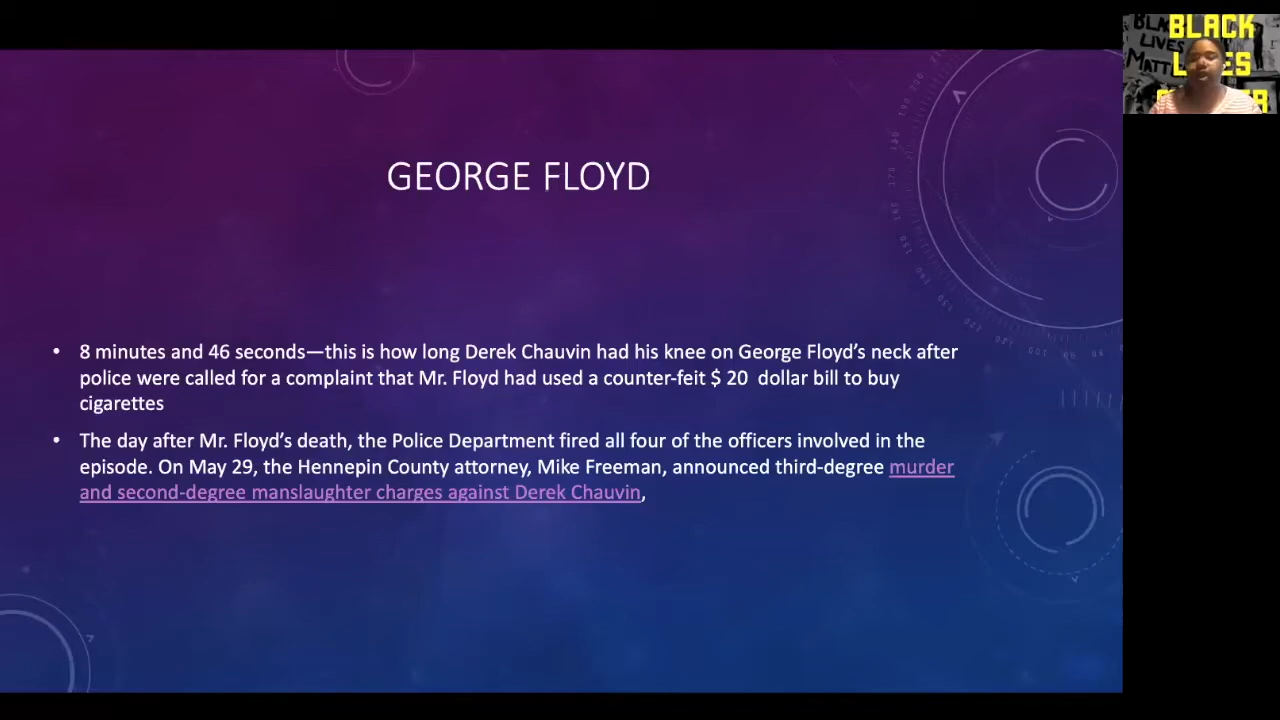 GEORGE FLOYD
• 8 minutes and 46 seconds—this is how long Derek Chauvin had his knee on George Floyd’s neck after
police were called for a complaint that Mr. Floyd had used a counter-feit $ 20 dollar bill to buy
cigarettes
• The day after Mr. Floyd’s death, the Police Department fired all four of the officers involved in the
episode. On May 29, the Hennepin County attorney, Mike Freeman, announced third-degree murder
and second-degree manslaughter charges against Derek Chauvin,
BLACK
L ES
BLACK
LIVES
MATT